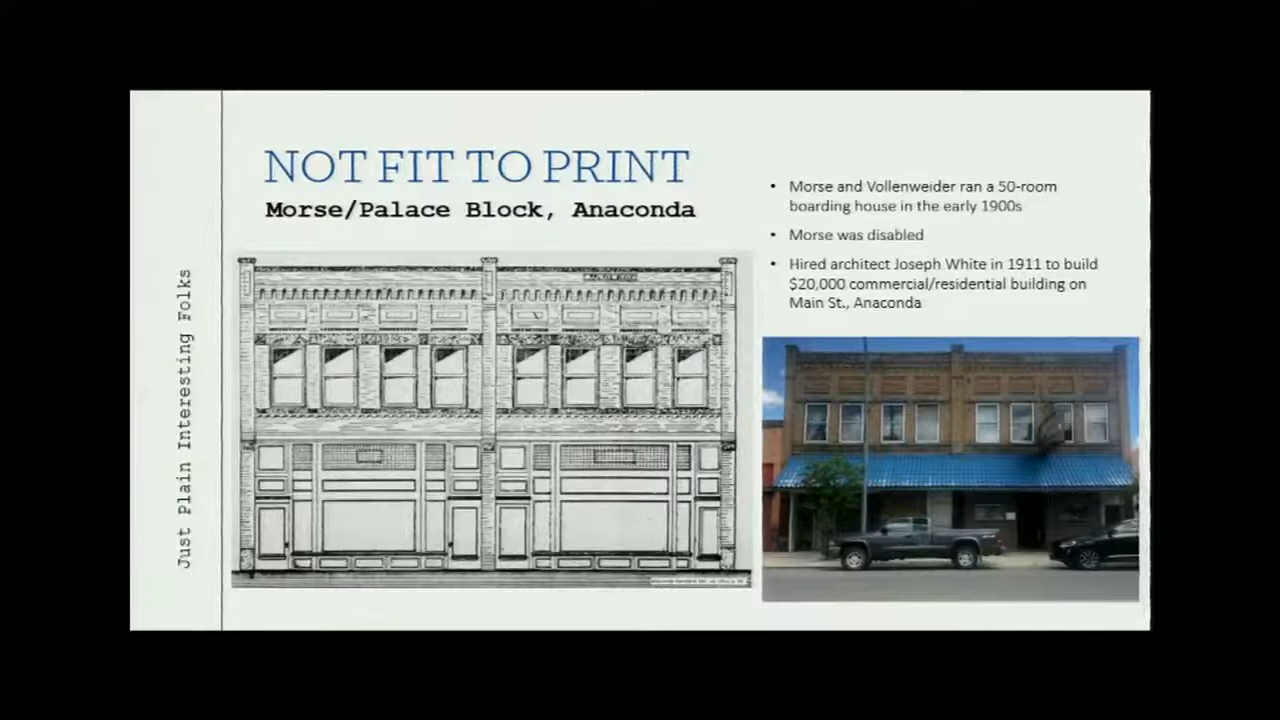 NOT FIT TO PRINT
Morse/Palace Block, Anaconda
Just Plain Interesting Folks
• Morse and Vollenweider ran a 50-room
boarding house in the early 1900s
• Morse was disabled
• Hired architect Joseph White in 1911 to build
$20,000 commercial/residential building on
Main St., Anaconda